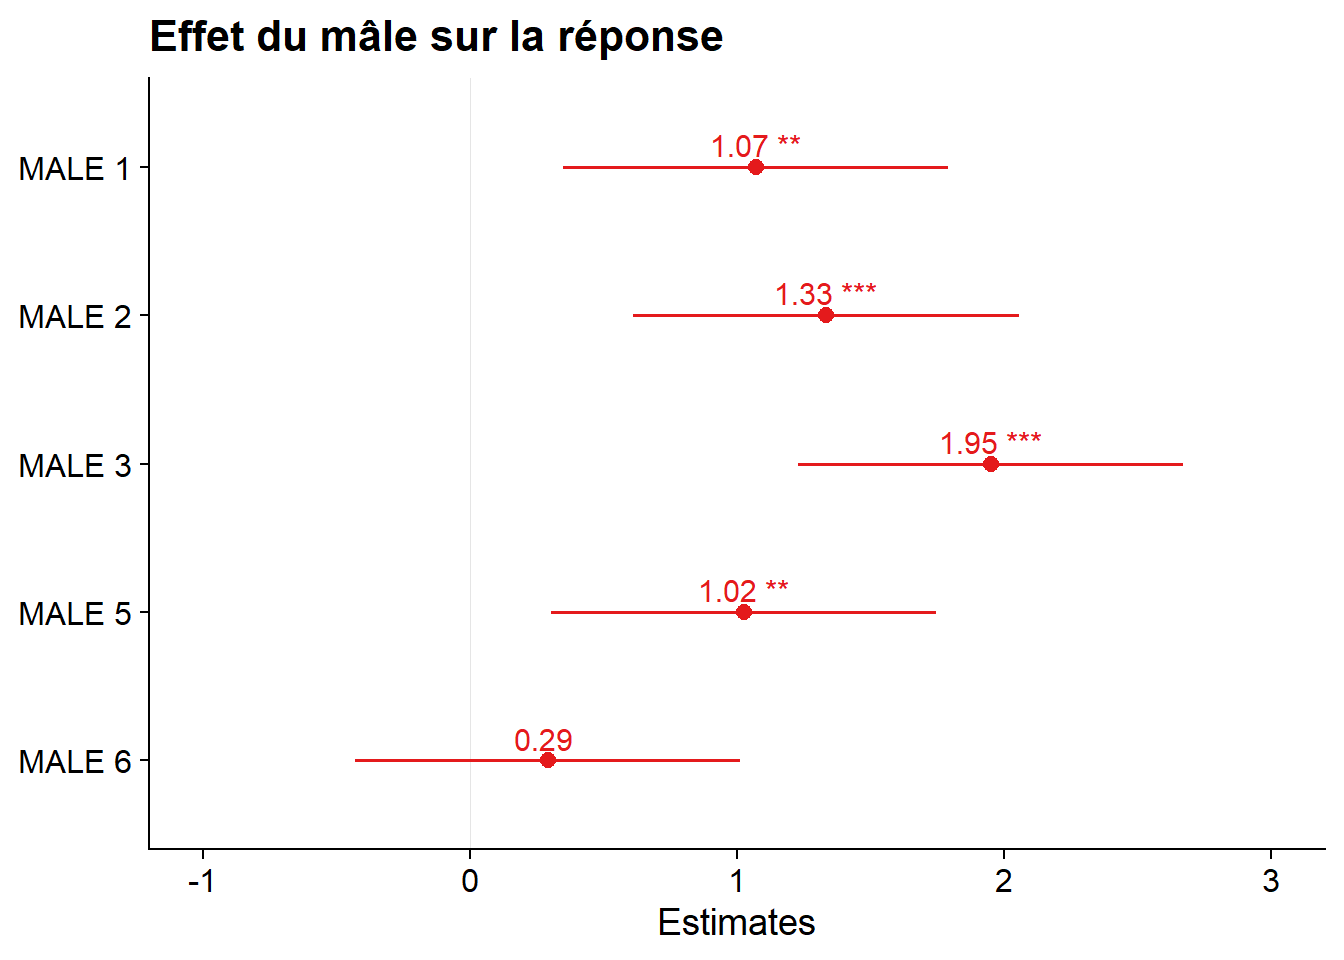 Effet du mâle sur la réponse
MALE 1
1.07 **
MALE 2
1.33 ***
MALE 3
1.95 ***
MALE 5
1.02 **
MALE 6
0.29
-1 0 1 2 3
Estimates